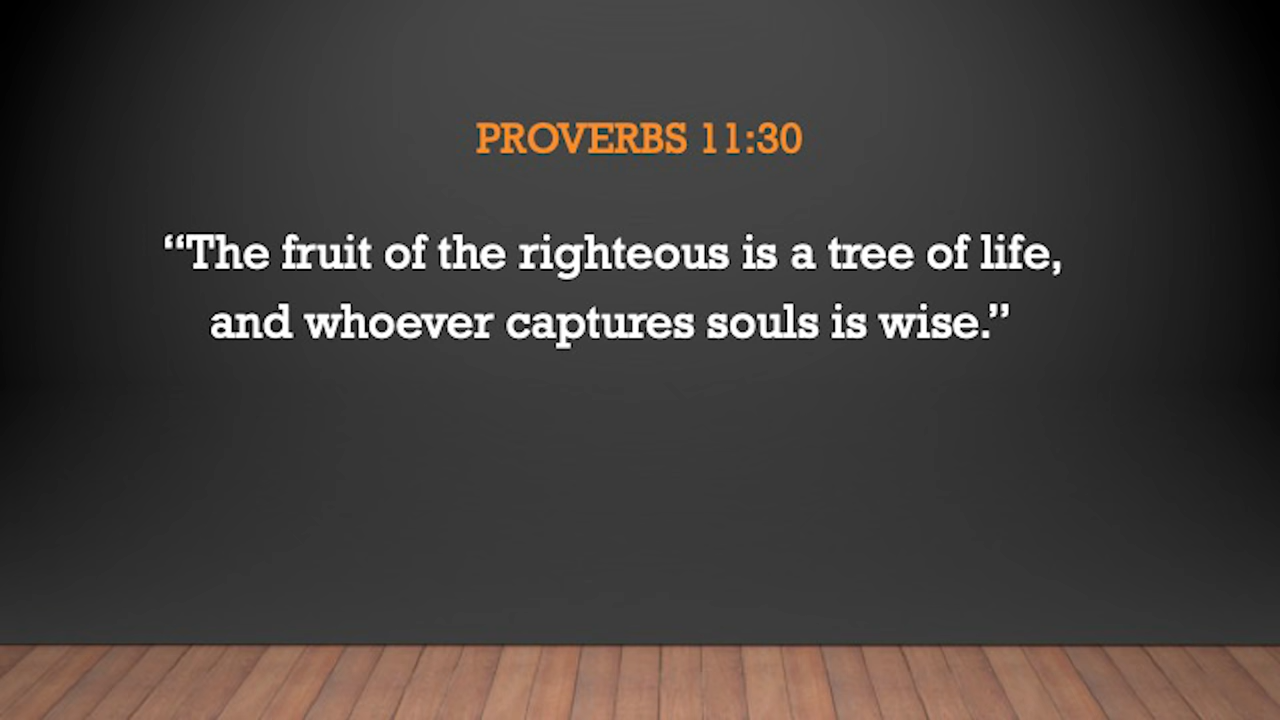 PROVERBS 11:30
“The fruit of the righteous is a tree of life,
and whoever captures souls is wise.”